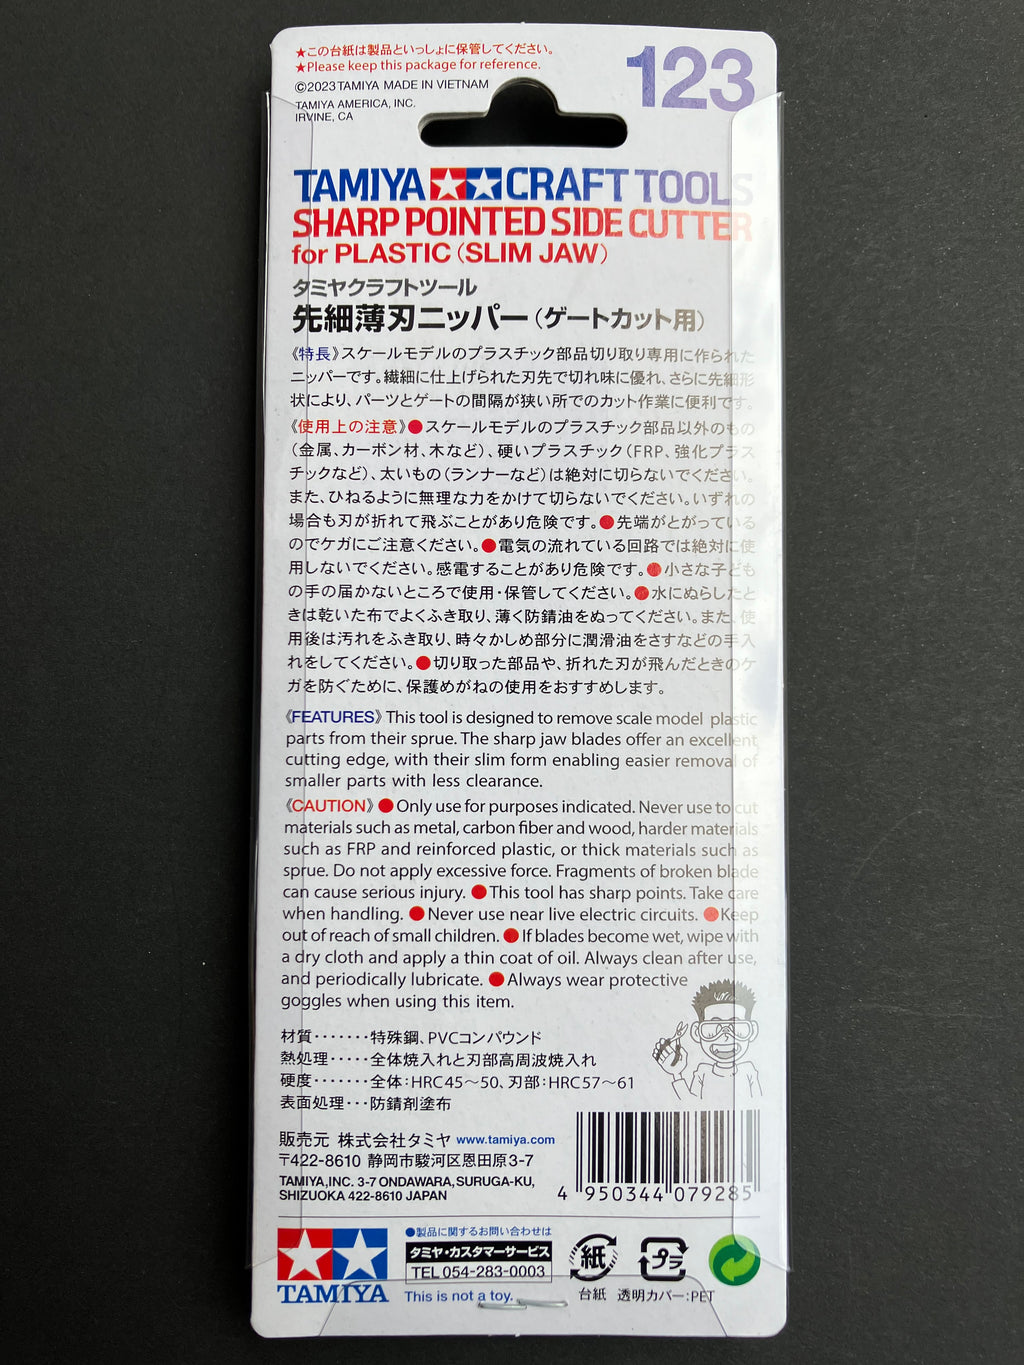 ★この台紙は製品といっしょに保管してください。
★Please keep this package for reference.
©2023 TAMIYA MADE IN VIETNAM
TAMIYA AMERICA, INC.
IRVINE, CA
123
TAMIYA CRAFT TOOLS
SHARP POINTED SIDE CUTTER
for PLASTIC (SLIM JAW)
タミヤクラフトツール
先細薄刃ニッパー(ゲートカット用)
《特長》スケールモデルのプラスチック部品切り取り専用に作られた
ニッパーです。繊細に仕上げられた刃先で切れ味に優れ、さらに先細形
状により、パーツとゲートの間隔が狭い所でのカット作業に便利です。
《使用上の注意》●スケールモデルのプラスチック部品以外のもの
(金属、カーボン材、木など)、硬いプラスチック(FRP、強化プラス
チックなど)、太いもの(ランナーなど)は絶対に切らないでください。
また、ひねるように無理な力をかけて切らないでください。いずれの
場合も刃が折れて飛ぶことがあり危険です。●先端がとがっている
のでケガにご注意ください。●電気の流れている回路では絶対に使
用しないでください。感電することがあり危険です。●小さな子ども
の手の届かないところで使用・保管してください。●水にぬらしたと
きは乾いた布でよくふき取り、薄く防錆油をぬってください。また、使
用後は汚れをふき取り、時々かしめ部分に潤滑油をさすなどの手入
れをしてください。●切り取った部品や、折れた刃が飛んだときのケ
ガを防ぐために、保護めがねの使用をおすすめします。
《FEATURES》This tool is designed to remove scale model plastic
parts from their sprue. The sharp jaw blades offer an excellent
cutting edge, with their slim form enabling easier removal of
smaller parts with less clearance.
《CAUTION》●Only use for purposes indicated. Never use to cut
materials such as metal, carbon fiber and wood, harder materials
such as FRP and reinforced plastic, or thick materials such as
sprue. Do not apply excessive force. Fragments of broken blade
can cause serious injury. ●This tool has sharp points. Take care
when handling. ●Never use near live electric circuits. ●Keep
out of reach of small children. ●If blades become wet, wipe with
a dry cloth and apply a thin coat of oil. Always clean after use,
and periodically lubricate. ●Always wear protective
goggles when using this item.
材質・・・・・・・特殊鋼、PVCコンパウンド
熱処理・・・・・全体焼入れと刃部高周波焼入れ
硬度・・・・・・・全体:HRC45～50、刃部:HRC57～61
表面処理・・・防錆剤塗布
販売元 株式会社タミヤ www.tamiya.com
〒422-8610 静岡市駿河区恩田原3-7
TAMIYA,INC. 3-7 ONDAWARA, SURUGA-KU,
SHIZUOKA 422-8610 JAPAN
4 950344 079285
TAMIYA
●製品に関するお問い合わせは
タミヤ・カスタマーサービス
TEL 054-283-0003
This is not a toy.
紙
台紙
プラ
透明カバー:PET